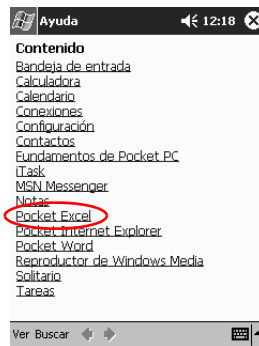 Ayuda 12:18
Contenido
Bandeja de entrada
Calculadora
Calendario
Conexiones
Configuración
Contactos
Fundamentos de Pocket PC
iTask
MSN Messenger
Notas
Pocket Excel
Pocket Internet Explorer
Pocket Word
Reproductor de Windows Media
Solitario
Tareas
Ver Buscar